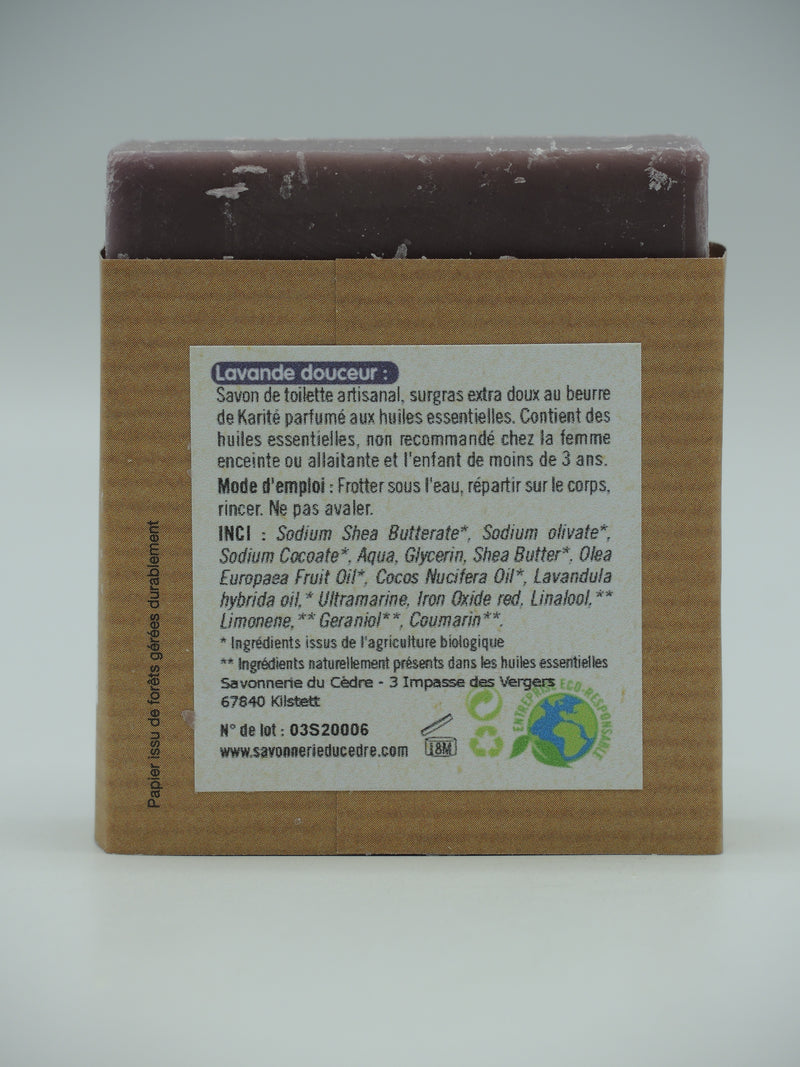 Lavande douceur :
Savon de toilette artisanal, surgras extra doux au beurre
de Karité parfumé aux huiles essentielles. Contient des
huiles essentielles, non recommandé chez la femme
enceinte ou allaitante et l'enfant de moins de 3 ans.
Mode d'emploi : Frotter sous l'eau, répartir sur le corps,
rincer. Ne pas avaler.
INCI : Sodium Shea Butterate*, Sodium olivate*,
Sodium Cocoate*, Aqua, Glycerin, Shea Butter*, Olea
Europaea Fruit Oil*, Cocos Nucifera Oil*, Lavandula
hybrida oil,* Ultramarine, Iron Oxide red, Linalool,**
Limonene,** Geraniol**, Coumarin**.
* Ingrédients issus de l'agriculture biologique
** Ingrédients naturellement présents dans les huiles essentielles
Savonnerie du Cèdre - 3 Impasse des Vergers
67840 Kilstett
N° de lot : 03S20006
www.savonnerieducedre.com
18M
ENTREPRISE ECO-RESPONSABLE
Papier issu de forêts gérées durablement